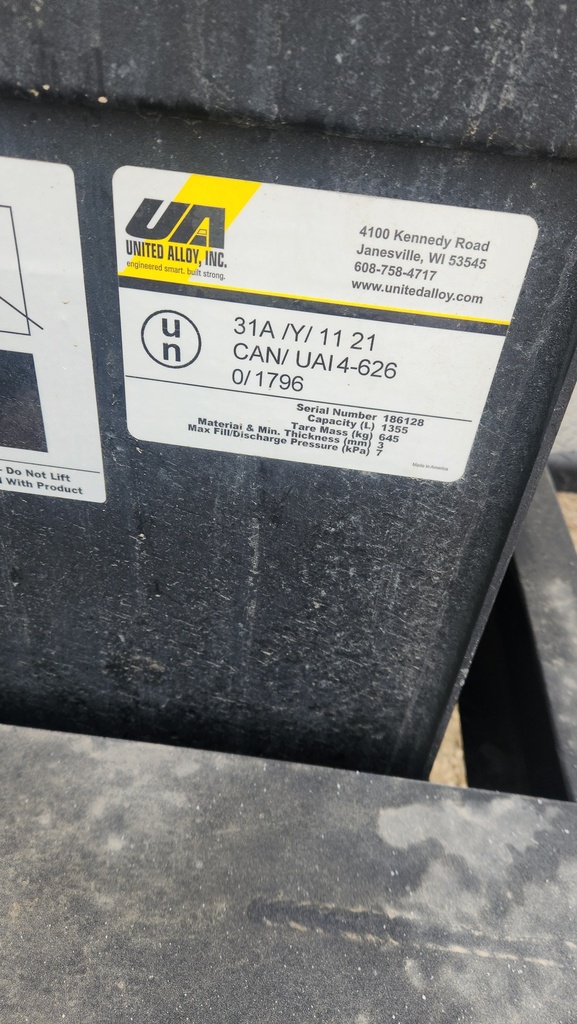 UA
UNITED ALLOY, INC.
engineered smart. built strong.
4100 Kennedy Road
Janesville, WI 53545
608-758-4717
www.unitedalloy.com
un
31A /Y/ 11 21
CAN/ UAI 4-626
0/1796
Serial Number 186128
Capacity (L) 1355
Tare Mass (kg) 645
Material & Min. Thickness (mm) 3
Max Fill/Discharge Pressure (kPa) 7
Made in America
- Do Not Lift
With Product